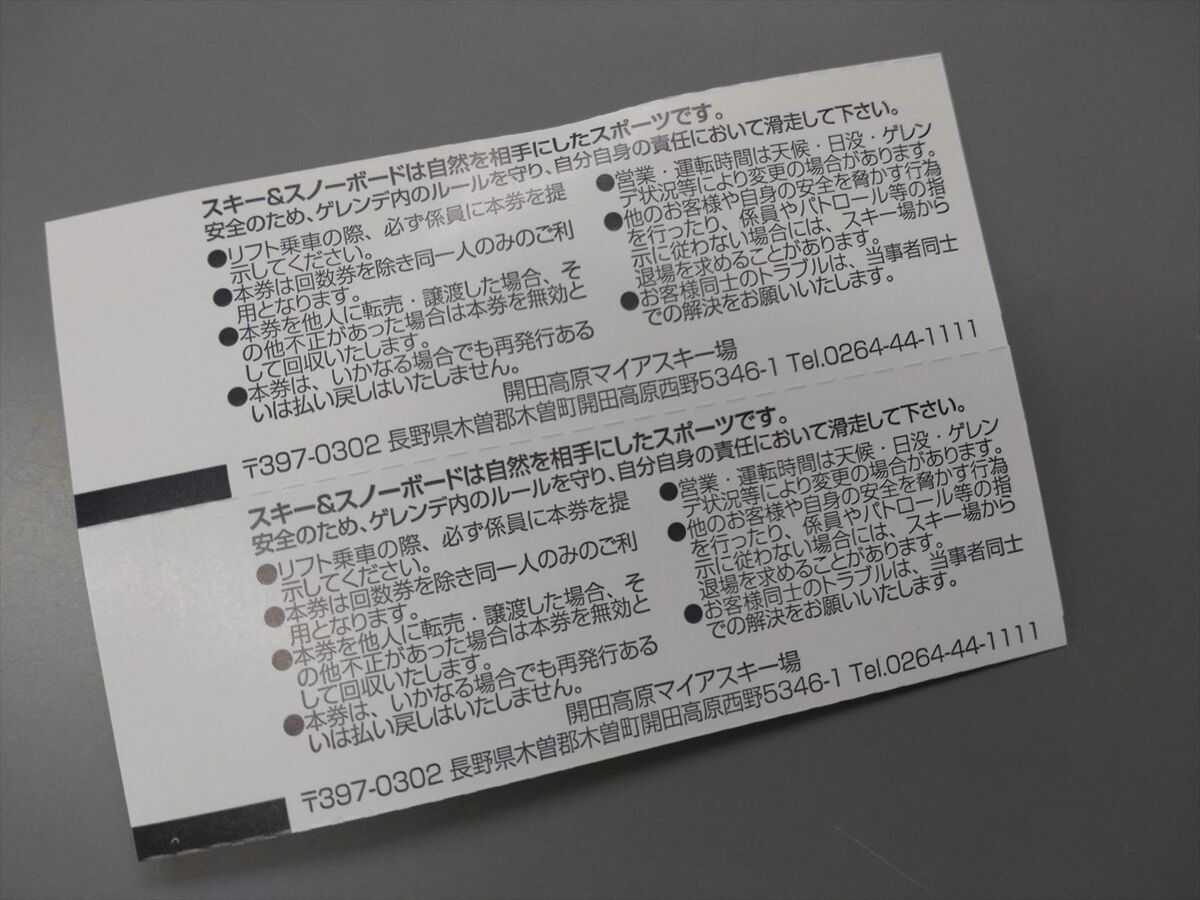 スキー&スノーボードは自然を相手にしたスポーツです。
安全のため、ゲレンデ内のルールを守り、自分自身の責任において滑走して下さい。
●リフト乗車の際、必ず係員に本券を提
示してください。
●本券は回数券を除き同一人のみのご利
用となります。
●本券を他人に転売・譲渡した場合、そ
の他不正があった場合は本券を無効と
して回収いたします。
●本券は、いかなる場合でも再発行ある
いは払い戻しはいたしません。
●営業・運転時間は天候・日没・ゲレン
デ状況等により変更の場合があります。
●他のお客様や自身の安全を脅かす行為
を行ったり、係員やパトロール等の指
示に従わない場合には、スキー場から
退場を求めることがあります。
●お客様同士のトラブルは、当事者同士
での解決をお願いいたします。
開田高原マイアスキー場
〒397-0302 長野県木曽郡木曽町開田高原西野5346-1 Tel.0264-44-1111
スキー&スノーボードは自然を相手にしたスポーツです。
安全のため、ゲレンデ内のルールを守り、自分自身の責任において滑走して下さい。
●リフト乗車の際、必ず係員に本券を提
示してください。
●本券は回数券を除き同一人のみのご利
用となります。
●本券を他人に転売・譲渡した場合、そ
の他不正があった場合は本券を無効と
して回収いたします。
●本券は、いかなる場合でも再発行ある
いは払い戻しはいたしません。
●営業・運転時間は天候・日没・ゲレン
デ状況等により変更の場合があります。
●他のお客様や自身の安全を脅かす行為
を行ったり、係員やパトロール等の指
示に従わない場合には、スキー場から
退場を求めることがあります。
●お客様同士のトラブルは、当事者同士
での解決をお願いいたします。
開田高原マイアスキー場
〒397-0302 長野県木曽郡木曽町開田高原西野5346-1 Tel.0264-44-1111